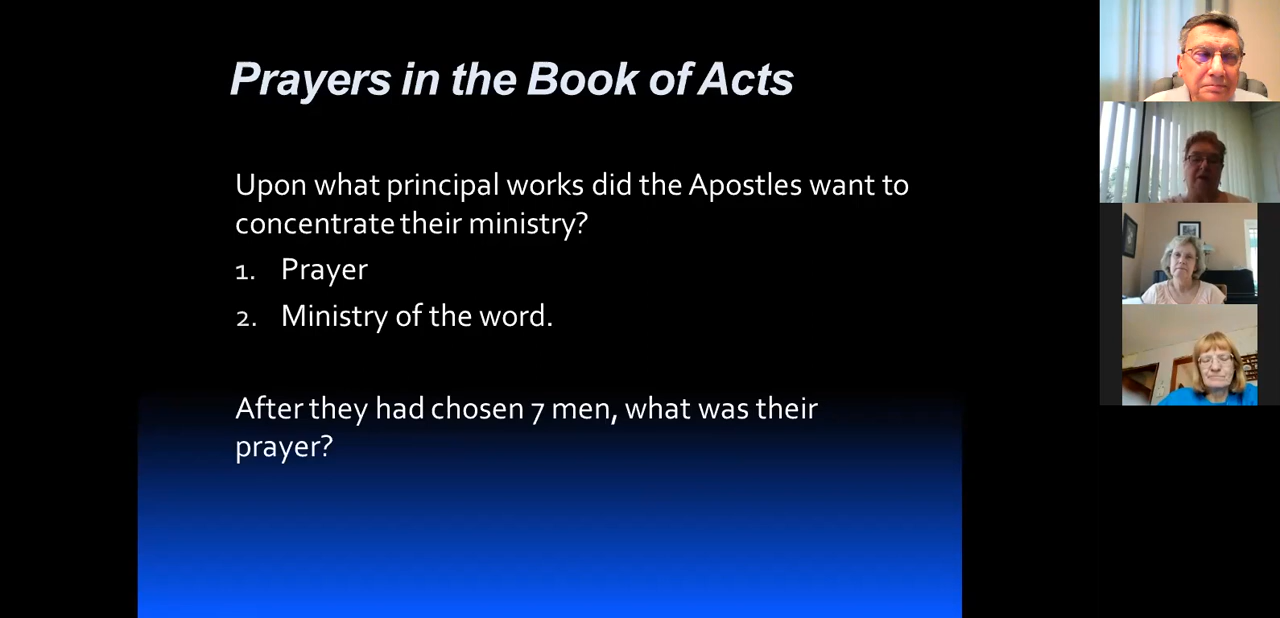 Prayers in the Book of Acts
Upon what principal works did the Apostles want to
concentrate their ministry?
1. Prayer
2. Ministry of the word.
After they had chosen 7 men, what was their
prayer?